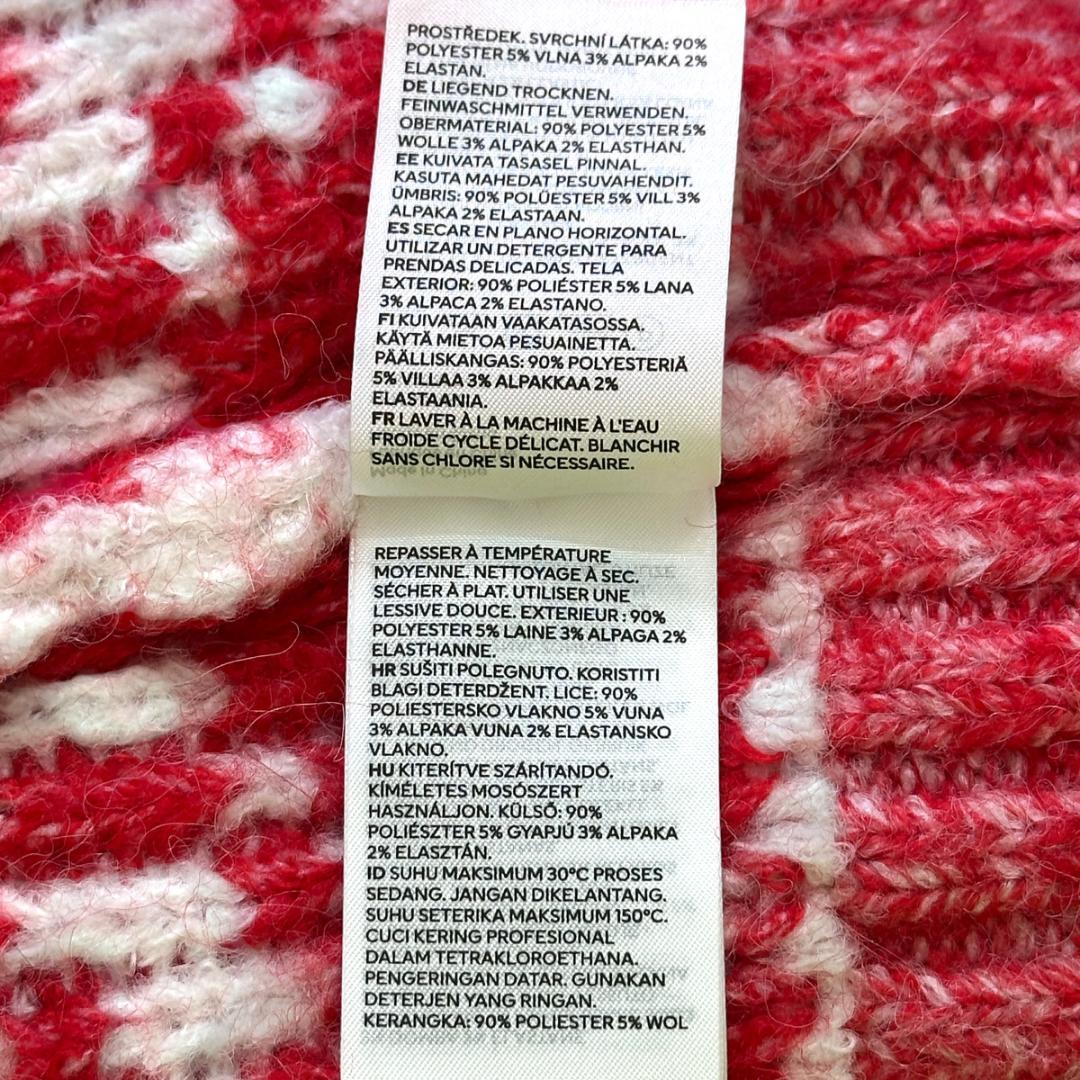 PROSTŘEDEK. SVRCHNÍ LÁTKA: 90%
POLYESTER 5% VLNA 3% ALPAKA 2%
ELASTAN.
DE LIEGEND TROCKNEN.
FEINWASCHMITTEL VERWENDEN.
OBERMATERIAL: 90% POLYESTER 5%
WOLLE 3% ALPAKA 2% ELASTHAN.
EE KUIVATA TASASEL PINNAL.
KASUTA MAHEDAT PESUVAHENDIT.
ÜMBRIS: 90% POLÜESTER 5% VILL 3%
ALPAKA 2% ELASTAAN.
ES SECAR EN PLANO HORIZONTAL.
UTILIZAR UN DETERGENTE PARA
PRENDAS DELICADAS. TELA
EXTERIOR: 90% POLIÉSTER 5% LANA
3% ALPACA 2% ELASTANO.
FI KUIVATAAN VAAKATASOSSA.
KÄYTÄ MIETOA PESUAINETTA.
PÄÄLLISKANGAS: 90% POLYESTERIÄ
5% VILLAA 3% ALPAKKAA 2%
ELASTAANIA.
FR LAVER À LA MACHINE À L'EAU
FROIDE CYCLE DÉLICAT. BLANCHIR
SANS CHLORE SI NÉCESSAIRE.
Made in China
REPASSER À TEMPÉRATURE
MOYENNE. NETTOYAGE À SEC.
SÉCHER À PLAT. UTILISER UNE
LESSIVE DOUCE. EXTERIEUR : 90%
POLYESTER 5% LAINE 3% ALPAGA 2%
ELASTHANNE.
HR SUŠITI POLEGNUTO. KORISTITI
BLAGI DETERDŽENT. LICE: 90%
POLIESTERSKO VLAKNO 5% VUNA
3% ALPAKA VUNA 2% ELASTANSKO
VLAKNO.
HU KITERÍTVE SZÁRÍTANDÓ.
KÍMÉLETES MOSÓSZERT
HASZNÁLJON. KÜLSŐ: 90%
POLIÉSZTER 5% GYAPJÚ 3% ALPAKA
2% ELASZTÁN.
ID SUHU MAKSIMUM 30°C PROSES
SEDANG. JANGAN DIKELANTANG.
SUHU SETERIKA MAKSIMUM 150°C.
CUCI KERING PROFESIONAL
DALAM TETRAKLOROETHANA.
PENGERINGAN DATAR. GUNAKAN
DETERJEN YANG RINGAN.
KERANGKA: 90% POLIESTER 5% WOL